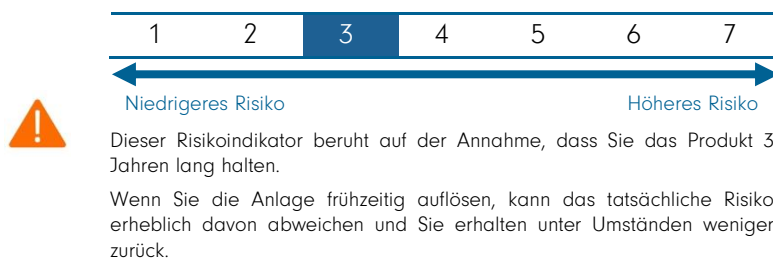 1 2 3 4 5 6 7
Niedrigeres Risiko Höheres Risiko
Dieser Risikoindikator beruht auf der Annahme, dass Sie das Produkt 3
Jahren lang halten.
Wenn Sie die Anlage frühzeitig auflösen, kann das tatsächliche Risiko
erheblich davon abweichen und Sie erhalten unter Umständen weniger
zurück.